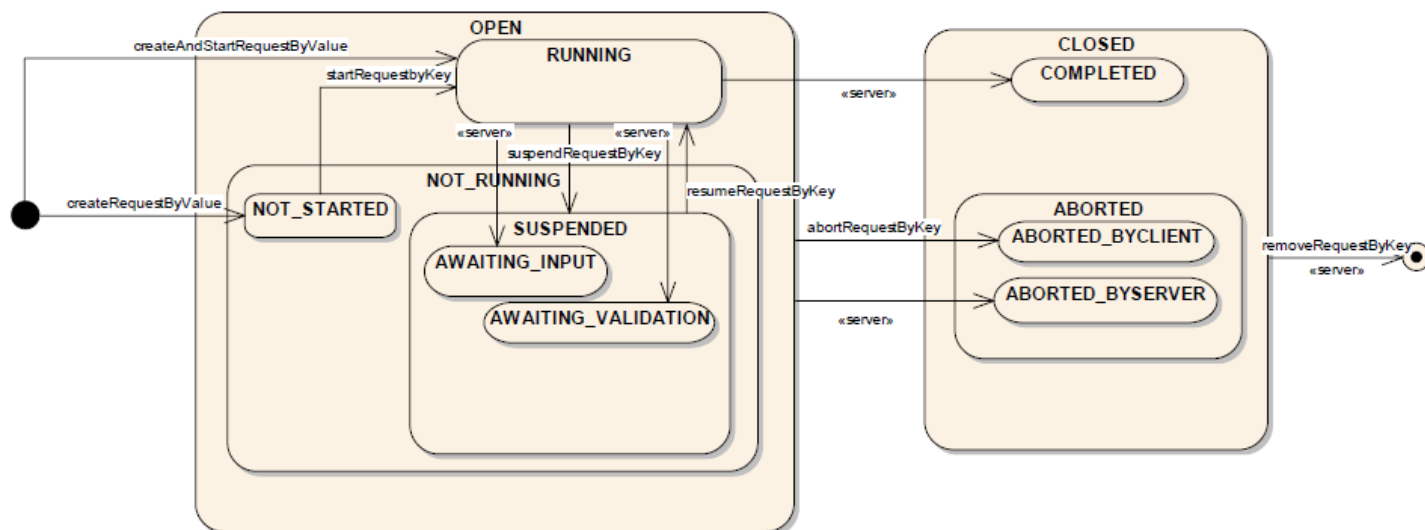 OPEN
CLOSED
createAndStartRequestByValue
RUNNING
COMPLETED
startRequestbyKey
«server»
«server»
«server»
suspendRequestByKey
NOT_RUNNING
resumeRequestByKey
createRequestByValue
NOT_STARTED
ABORTED
SUSPENDED
abortRequestByKey
ABORTED_BYCLIENT
removeRequestByKey
AWAITING_INPUT
«server»
ABORTED_BYSERVER
AWAITING_VALIDATION
«server»